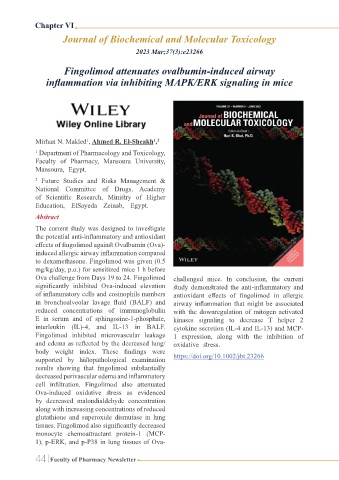 Chapter VI
Journal of Biochemical and Molecular Toxicology
2023 Mar;37(3):e23266
Fingolimod attenuates ovalbumin-induced airway
inflammation via inhibiting MAPK/ERK signaling in mice
WILEY
Wiley Online Library
Mirhan N. Makled¹, Ahmed R. El-Sheakh¹,²
¹ Department of Pharmacology and Toxicology,
Faculty of Pharmacy, Mansoura University,
Mansoura, Egypt.
² Future Studies and Risks Management &
National Committee of Drugs, Academy
of Scientific Research, Ministry of Higher
Education, ElSayeda Zeinab, Egypt.
Abstract
The current study was designed to investigate
the potential anti-inflammatory and antioxidant
effects of fingolimod against Ovalbumin (Ova)-
induced allergic airway inflammation compared
to dexamethasone. Fingolimod was given (0.5
mg/kg/day, p.o.) for sensitized mice 1 h before
Ova challenge from Days 19 to 24. Fingolimod
significantly inhibited Ova-induced elevation
of inflammatory cells and eosinophils numbers
in bronchoalveolar lavage fluid (BALF) and
reduced concentrations of immunoglobulin
E in serum and of sphingosine-1-phosphate,
interleukin (IL)-4, and IL-13 in BALF.
Fingolimod inhibited microvascular leakage
and edema as reflected by the decreased lung/
body weight index. These findings were
supported by histopathological examination
results showing that fingolimod substantially
decreased perivascular edema and inflammatory
cell infiltration. Fingolimod also attenuated
Ova-induced oxidative stress as evidenced
by decreased malondialdehyde concentration
along with increasing concentrations of reduced
glutathione and superoxide dismutase in lung
tissues. Fingolimod also significantly decreased
monocyte chemoattractant protein-1 (MCP-
1), p-ERK, and p-P38 in lung tissues of Ova-
Journal of BIOCHEMICAL
and MOLECULAR TOXICOLOGY
Hari K. Bhat, Ph.D.
WILEY
challenged mice. In conclusion, the current
study demonstrated the anti-inflammatory and
antioxidant effects of fingolimod in allergic
airway inflammation that might be associated
with the downregulation of mitogen activated
kinases signaling to decrease T helper 2
cytokine secretion (IL-4 and IL-13) and MCP-
1 expression, along with the inhibition of
oxidative stress.
https://doi.org/10.1002/jbt.23266
44 Faculty of Pharmacy Newsletter